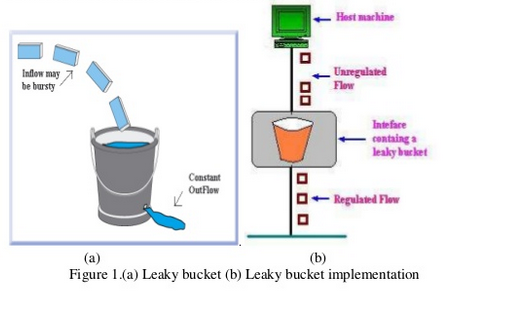 Inflow may
be bursty
Constant
OutFlow
Host machine
Unregulated
Flow
Inteface
containg a
leaky bucket
Regulated Flow
(a)
(b)
Figure 1.(a) Leaky bucket (b) Leaky bucket implementation